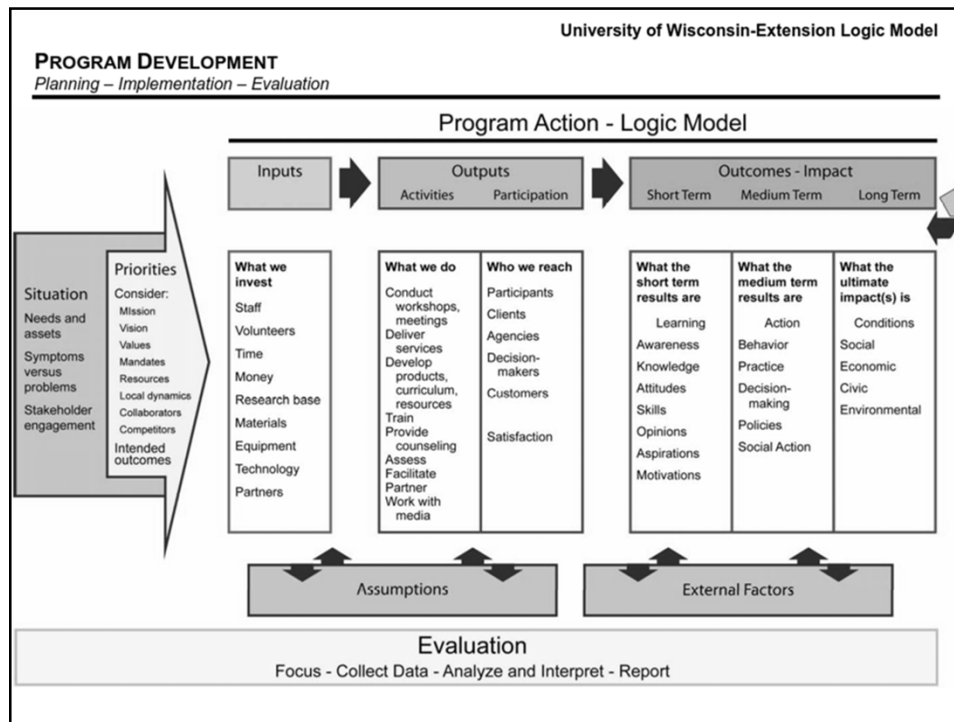 University of Wisconsin-Extension Logic Model
PROGRAM DEVELOPMENT
Planning – Implementation – Evaluation
Program Action - Logic Model
Inputs
Outputs
Activities Participation
Outcomes - Impact
Short Term Medium Term Long Term
Situation
Needs and
assets
Symptoms
versus
problems
Stakeholder
engagement
Priorities
Consider:
MIssion
Vision
Values
Mandates
Resources
Local dynamics
Collaborators
Competitors
Intended
outcomes
What we
invest
Staff
Volunteers
Time
Money
Research base
Materials
Equipment
Technology
Partners
What we do
Conduct
workshops,
meetings
Deliver
services
Develop
products,
curriculum,
resources
Train
Provide
counseling
Assess
Facilitate
Partner
Work with
media
Who we reach
Participants
Clients
Agencies
Decision-
makers
Customers
Satisfaction
What the
short term
results are
Learning
Awareness
Knowledge
Attitudes
Skills
Opinions
Aspirations
Motivations
What the
medium term
results are
Action
Behavior
Practice
Decision-
making
Policies
Social Action
What the
ultimate
impact(s) is
Conditions
Social
Economic
Civic
Environmental
Assumptions
External Factors
Evaluation
Focus - Collect Data - Analyze and Interpret - Report